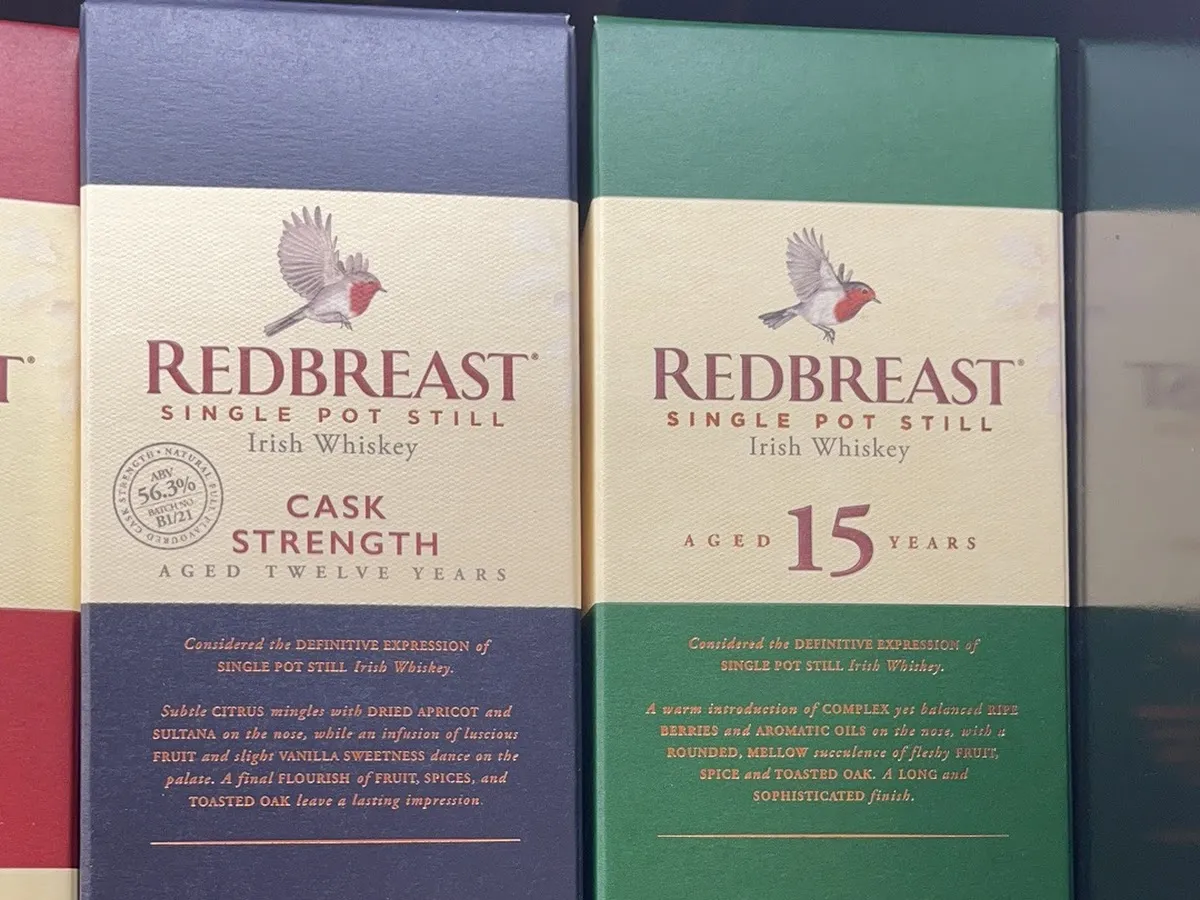 T®
REDBREAST®
SINGLE POT STILL
Irish Whiskey
CASK STRENGTH • NATURAL FULL FLAVOURED
ABV
56.3%
BATCH NO.
B1/21
CASK
STRENGTH
AGED TWELVE YEARS
Considered the DEFINITIVE EXPRESSION of
SINGLE POT STILL Irish Whiskey.
Subtle CITRUS mingles with DRIED APRICOT and
SULTANA on the nose, while an infusion of luscious
FRUIT and slight VANILLA SWEETNESS dance on the
palate. A final FLOURISH of FRUIT, SPICES, and
TOASTED OAK leave a lasting impression.
REDBREAST®
SINGLE POT STILL
Irish Whiskey
AGED 15 YEARS
Considered the DEFINITIVE EXPRESSION of
SINGLE POT STILL Irish Whiskey.
A warm introduction of COMPLEX yet balanced RIPE
BERRIES and AROMATIC OILS on the nose, with a
ROUNDED, MELLOW succulence of fleshy FRUIT,
SPICE and TOASTED OAK. A LONG and
SOPHISTICATED finish.